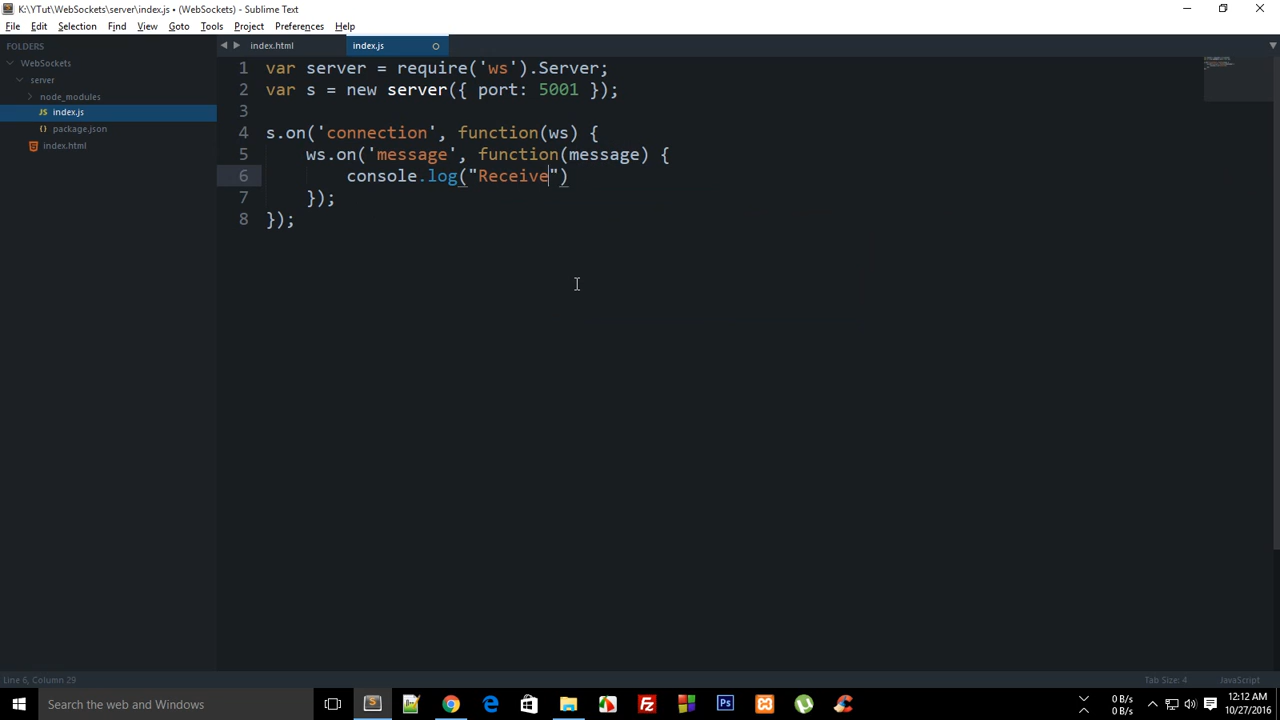 K:\YTut\WebSockets\server\index.js • (WebSockets) - Sublime Text
File Edit Selection Find View Goto Tools Project Preferences Help
FOLDERS
WebSockets
server
node_modules
index.js
package.json
index.html
index.html index.js
1 var server = require('ws').Server;
2 var s = new server({ port: 5001 });
3
4 s.on('connection', function(ws) {
5 ws.on('message', function(message) {
6 console.log("Receive")
7 });
8 });
Line 6, Column 29
Tab Size: 4 JavaScript
Search the web and Windows
0 B/s
0 B/s
12:12 AM
10/27/2016